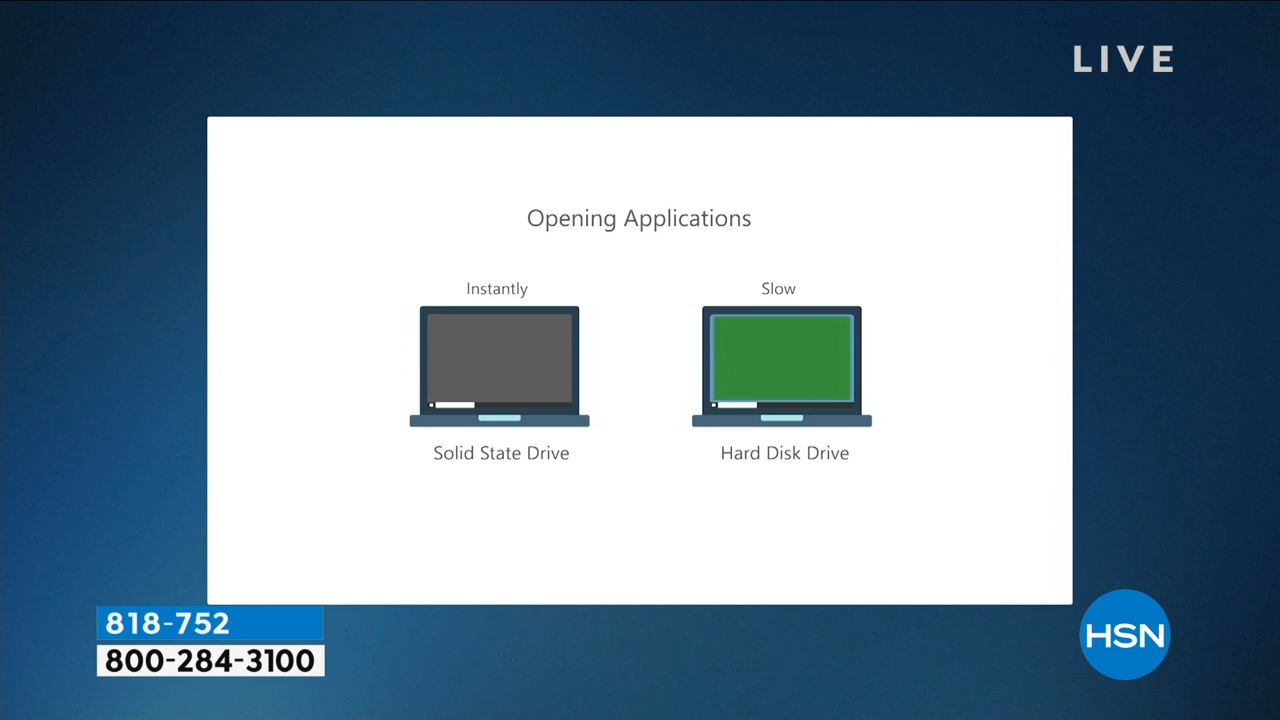 LIVE
Opening Applications
Instantly
Slow
Solid State Drive
Hard Disk Drive
818-752
800-284-3100
HSN